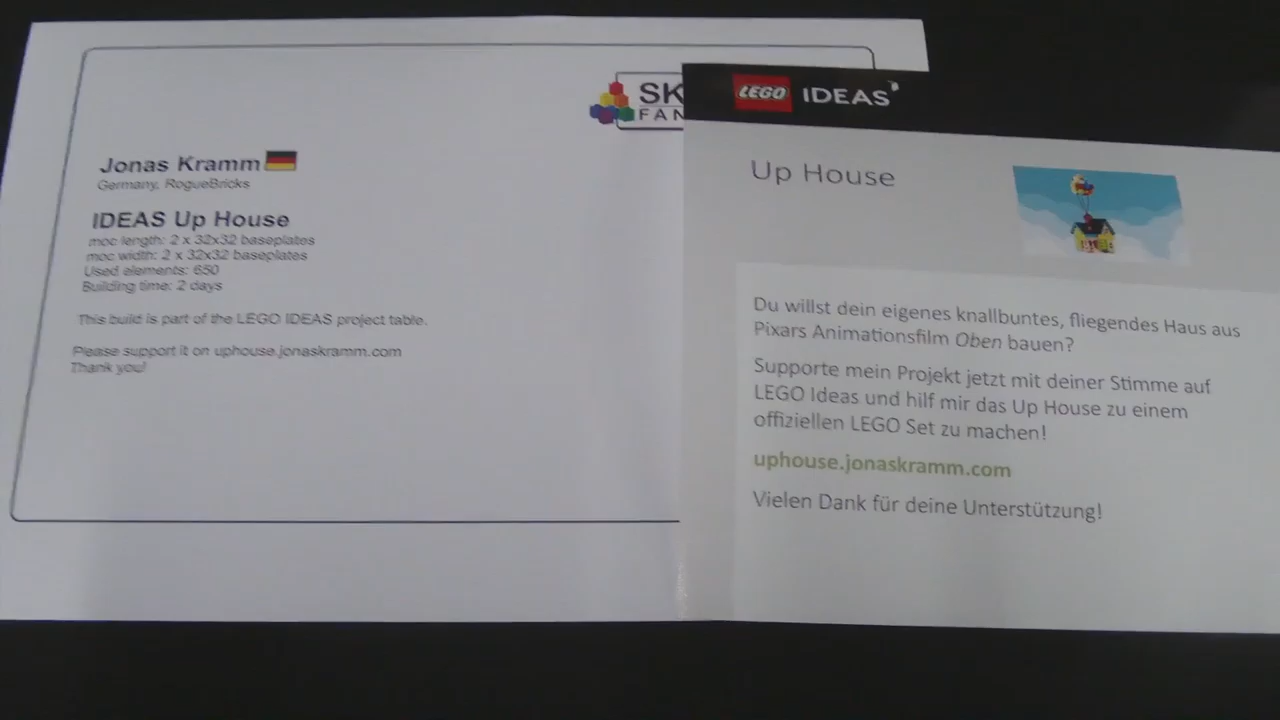 SK
FAN
Jonas Kramm
Germany, RogueBricks
IDEAS Up House
moc length: 2 x 32x32 baseplates
moc width: 2 x 32x32 baseplates
Used elements: 650
Building time: 2 days
This build is part of the LEGO IDEAS project table.
Please support it on uphouse.jonaskramm.com
Thank you!
LEGO IDEAS
Up House
Du willst dein eigenes knallbuntes, fliegendes Haus aus
Pixars Animationsfilm Oben bauen?
Supporte mein Projekt jetzt mit deiner Stimme auf
LEGO Ideas und hilf mir das Up House zu einem
offiziellen LEGO Set zu machen!
uphouse.jonaskramm.com
Vielen Dank für deine Unterstützung!